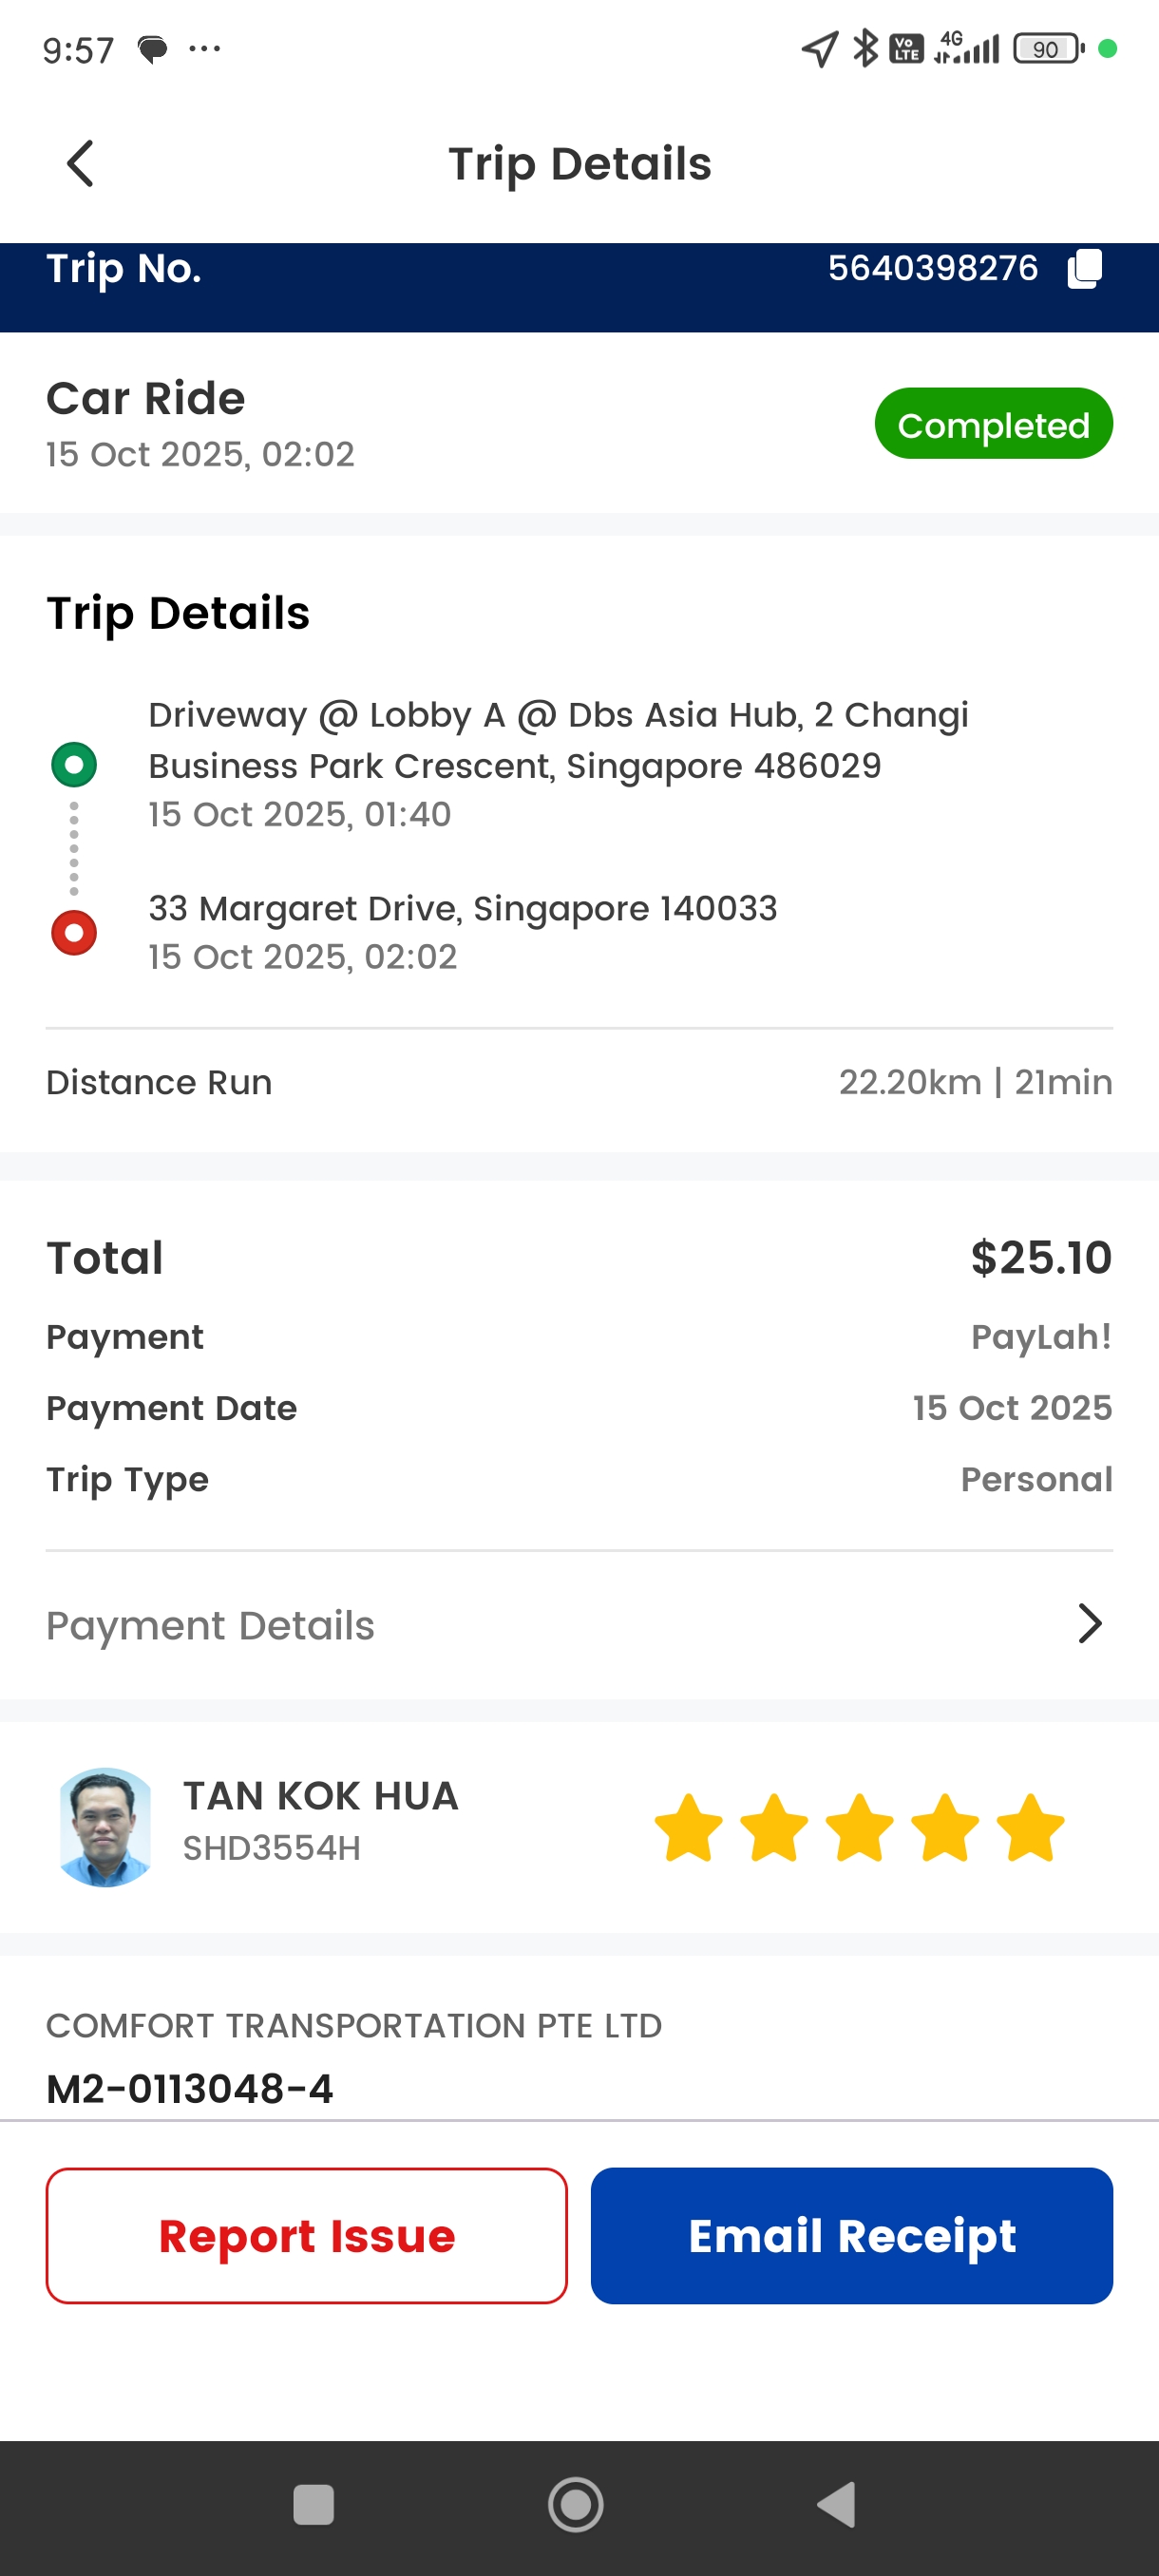 9:57 ...
Vo LTE 4G 90
Trip Details
Trip No. 5640398276
Car Ride
Completed
15 Oct 2025, 02:02
Trip Details
Driveway @ Lobby A @ Dbs Asia Hub, 2 Changi
Business Park Crescent, Singapore 486029
15 Oct 2025, 01:40
33 Margaret Drive, Singapore 140033
15 Oct 2025, 02:02
Distance Run 22.20km | 21min
Total $25.10
Payment PayLah!
Payment Date 15 Oct 2025
Trip Type Personal
Payment Details
TAN KOK HUA
SHD3554H
COMFORT TRANSPORTATION PTE LTD
M2-0113048-4
Report Issue Email Receipt